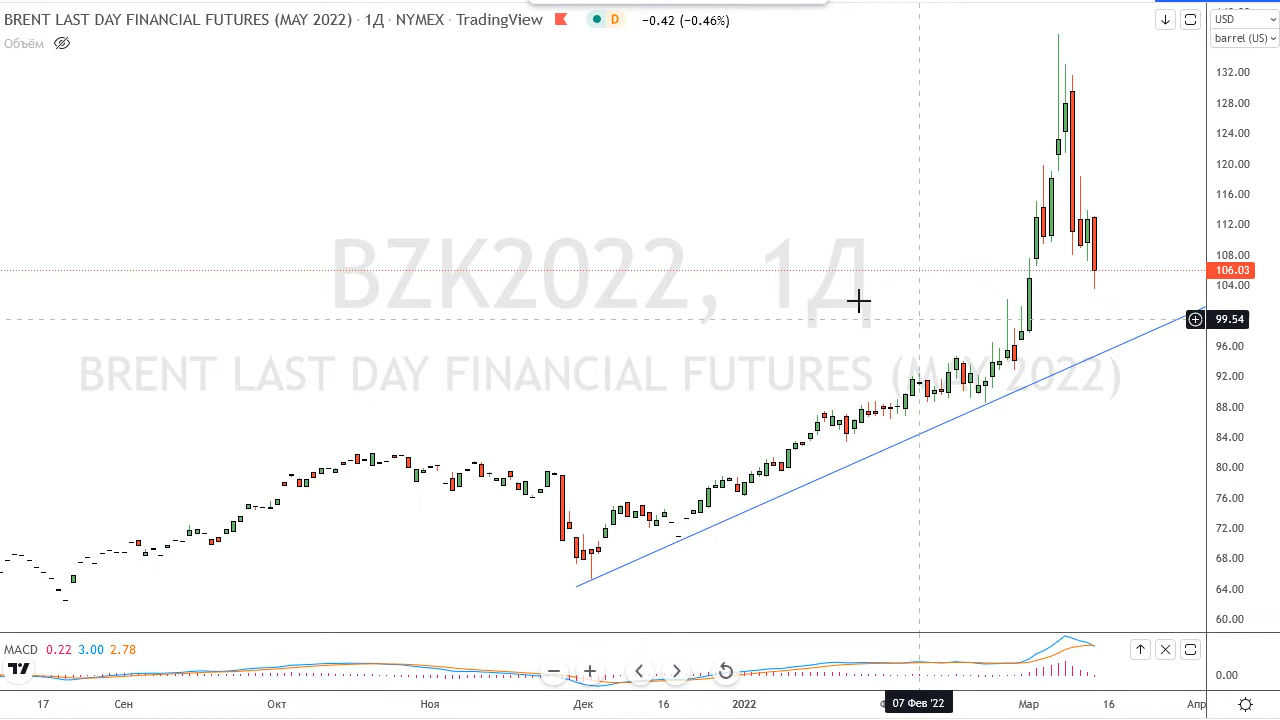 BRENT LAST DAY FINANCIAL FUTURES (MAY 2022) · 1Д · NYMEX · TradingView D −0.42 (−0.46%)
Объём
USD
barrel (US)
132.00
128.00
124.00
120.00
116.00
112.00
108.00
106.03
104.00
99.54
96.00
92.00
88.00
84.00
80.00
76.00
72.00
68.00
64.00
60.00
BZK2022, 1Д
BRENT LAST DAY FINANCIAL FUTURES (MAY 2022)
MACD 0.22 3.00 2.78
0.00
17 Сен Окт Ноя Дек 16 2022 07 Фев '22 Мар 16 Апр